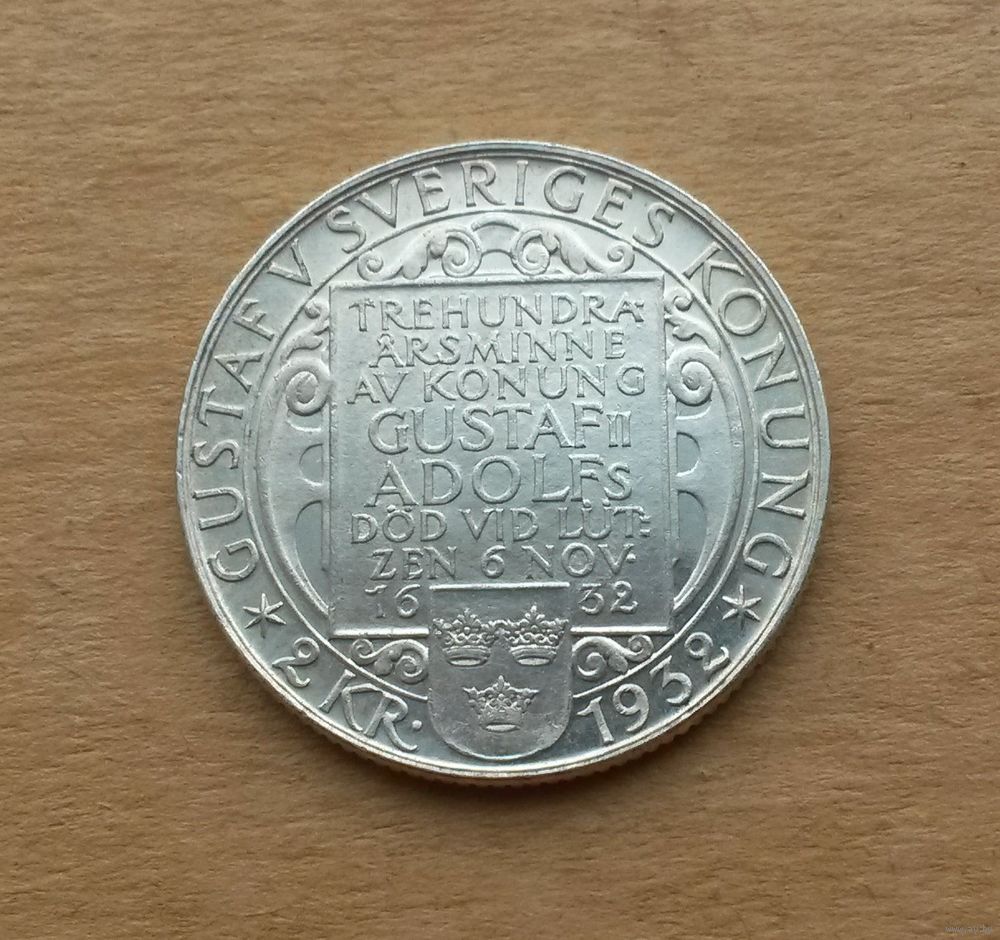 GUSTAF V SVERIGES KONUNG
TREHUNDRA-
ÅRSMINNE
AV KONUNG
GUSTAF II
ADOLFS
DÖD VID LÜT=
ZEN 6 NOV·
16 32
* 2 KR· 1932 *